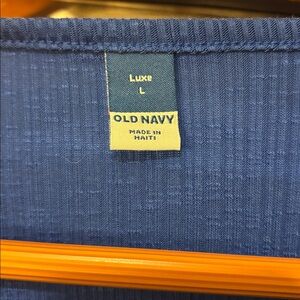 Luxe
L
OLD NAVY
MADE IN
HAITI